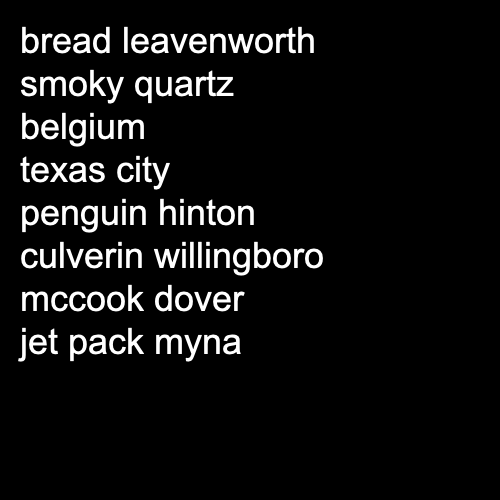 bread leavenworth
smoky quartz
belgium
texas city
penguin hinton
culverin willingboro
mccook dover
jet pack myna